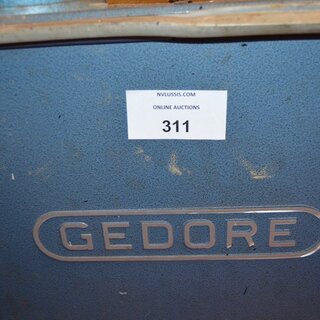 NVLUSSIS.COM
ONLINE AUCTIONS
311
GEDORE